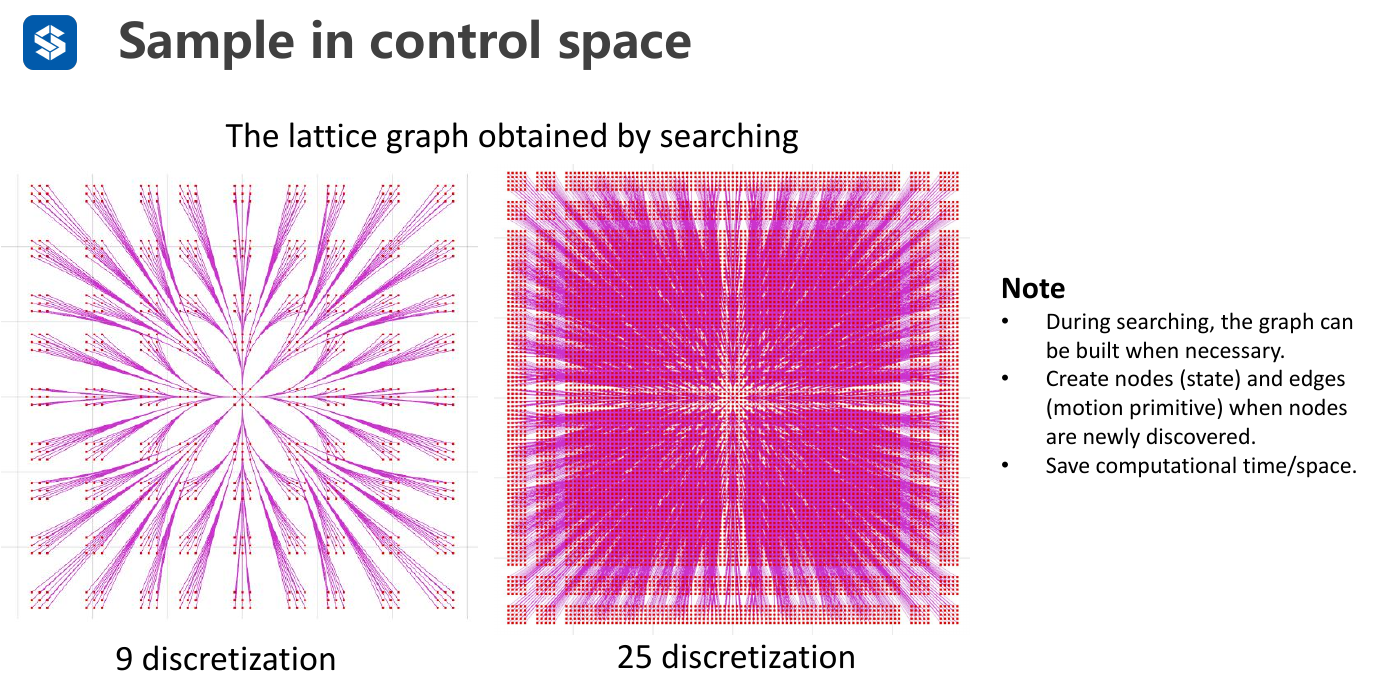 Sample in control space
The lattice graph obtained by searching
9 discretization
25 discretization
Note
• During searching, the graph can
be built when necessary.
• Create nodes (state) and edges
(motion primitive) when nodes
are newly discovered.
• Save computational time/space.